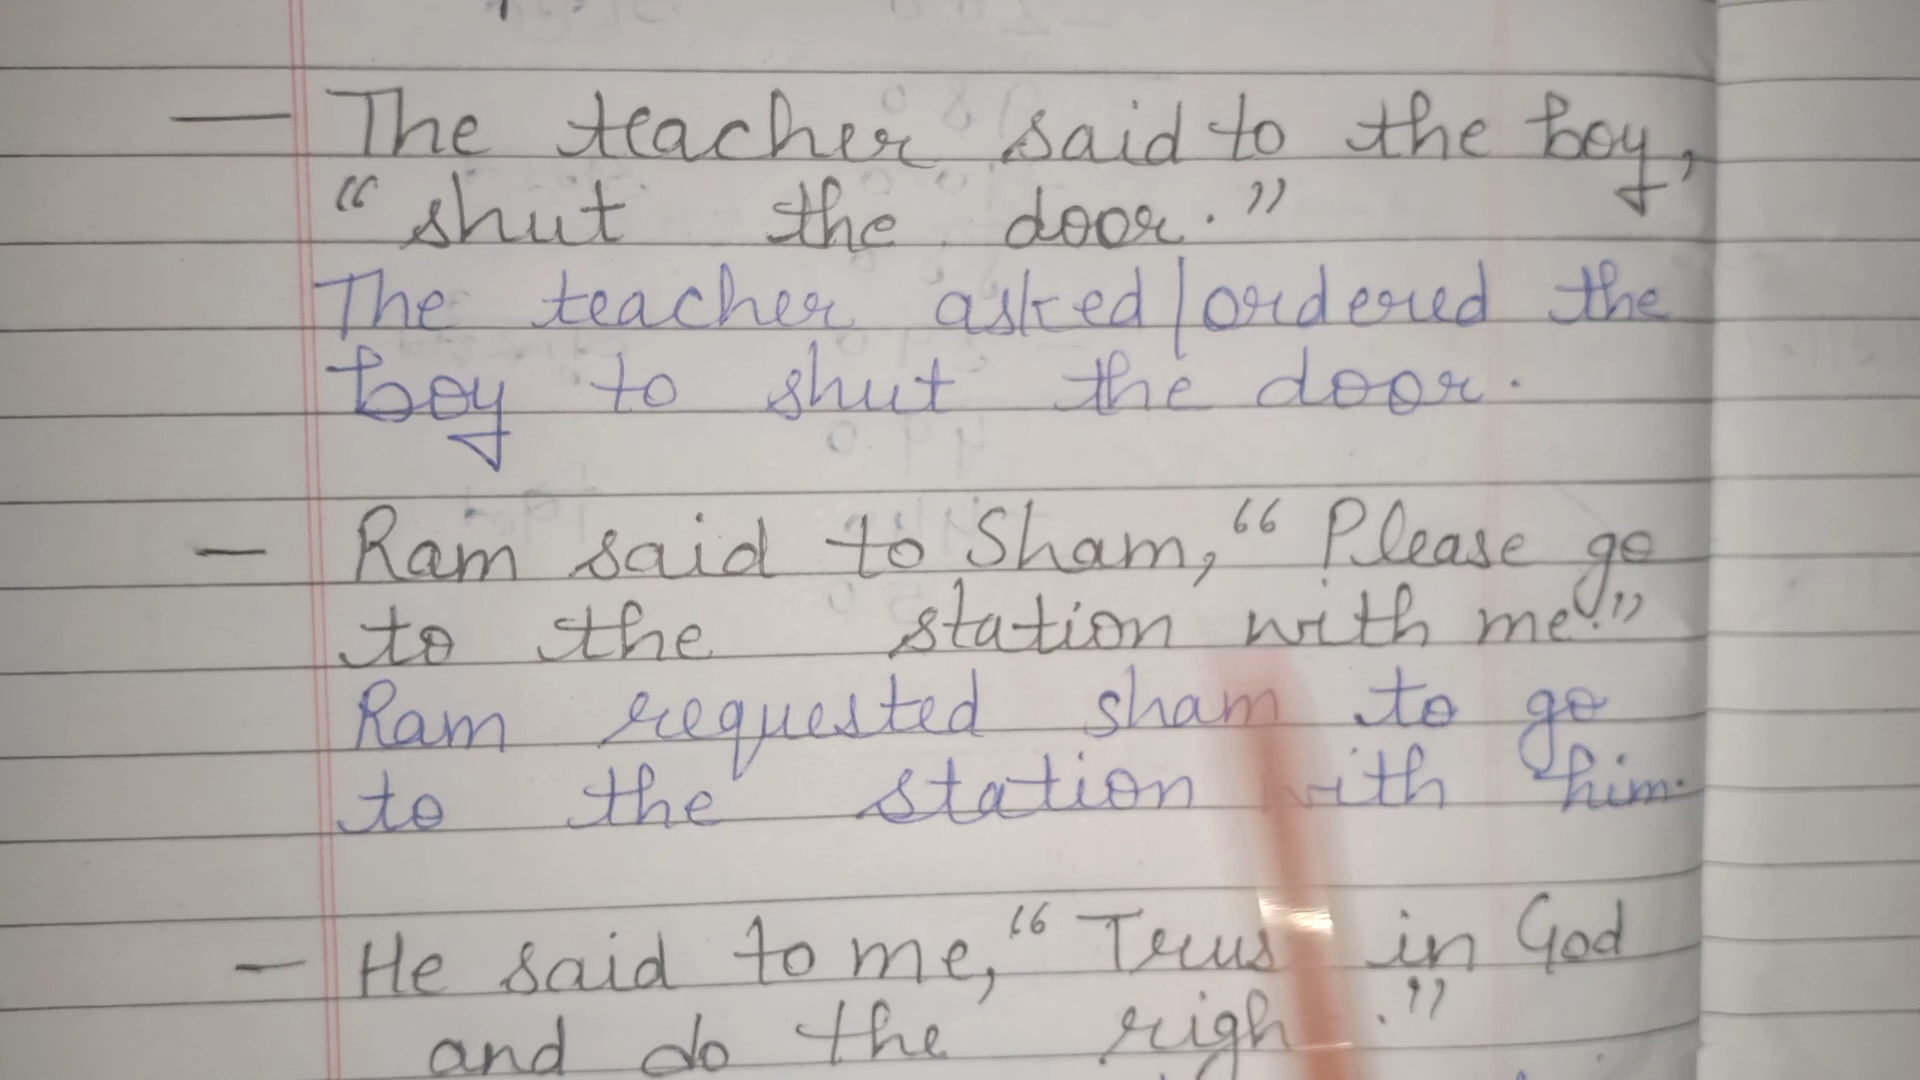 — The teacher said to the boy,
“ shut the door.”
The teacher asked/ordered the
boy to shut the door.
— Ram said to Sham, “ Please go
to the station with me.”
Ram requested sham to go
to the station with him.
— He said to me, “ Trust in God
and do the right.”